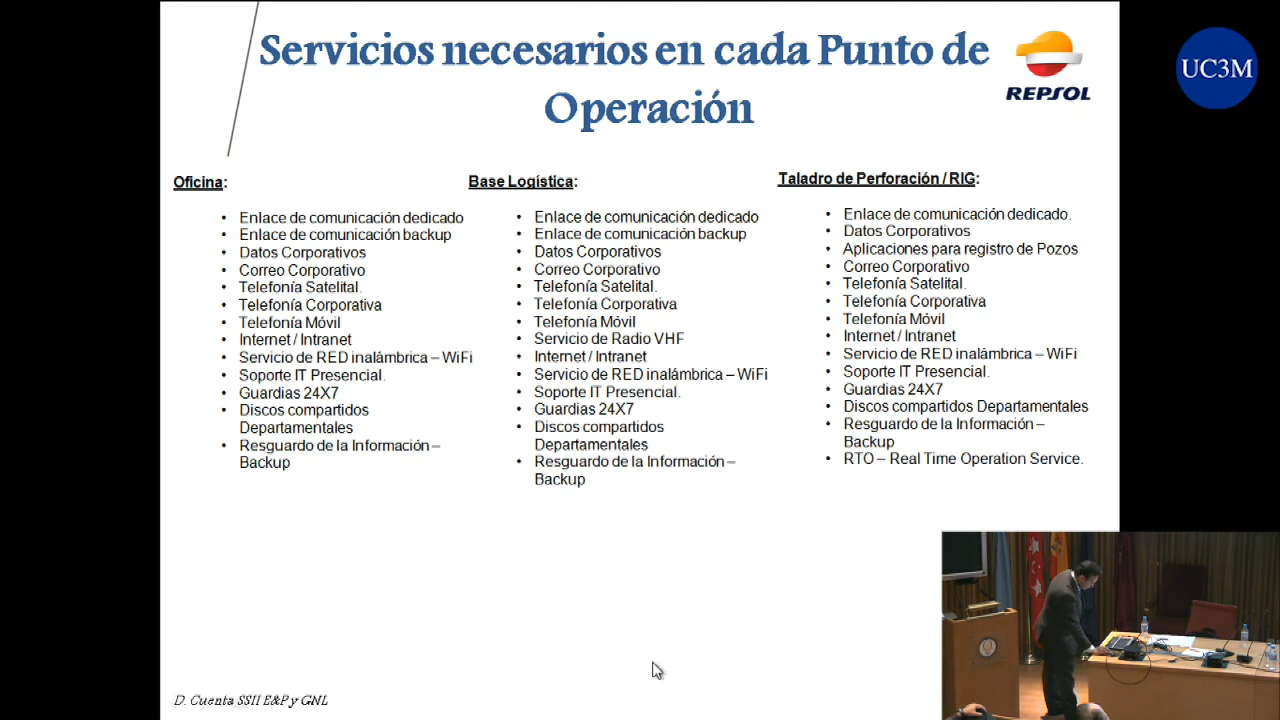 Servicios necesarios en cada Punto de
Operación
REPSOL
UC3M
Oficina:
• Enlace de comunicación dedicado
• Enlace de comunicación backup
• Datos Corporativos
• Correo Corporativo
• Telefonía Satelital.
• Telefonía Corporativa
• Telefonía Móvil
• Internet / Intranet
• Servicio de RED inalámbrica – WiFi
• Soporte IT Presencial.
• Guardias 24X7
• Discos compartidos
Departamentales
• Resguardo de la Información –
Backup
Base Logística:
• Enlace de comunicación dedicado
• Enlace de comunicación backup
• Datos Corporativos
• Correo Corporativo
• Telefonía Satelital.
• Telefonía Corporativa
• Telefonía Móvil
• Servicio de Radio VHF
• Internet / Intranet
• Servicio de RED inalámbrica – WiFi
• Soporte IT Presencial.
• Guardias 24X7
• Discos compartidos
Departamentales
• Resguardo de la Información –
Backup
Taladro de Perforación / RIG:
• Enlace de comunicación dedicado.
• Datos Corporativos
• Aplicaciones para registro de Pozos
• Correo Corporativo
• Telefonía Satelital.
• Telefonía Corporativa
• Telefonía Móvil
• Internet / Intranet
• Servicio de RED inalámbrica – WiFi
• Soporte IT Presencial.
• Guardias 24X7
• Discos compartidos Departamentales
• Resguardo de la Información –
Backup
• RTO – Real Time Operation Service.
D. Cuenta SSII E&P y GNL